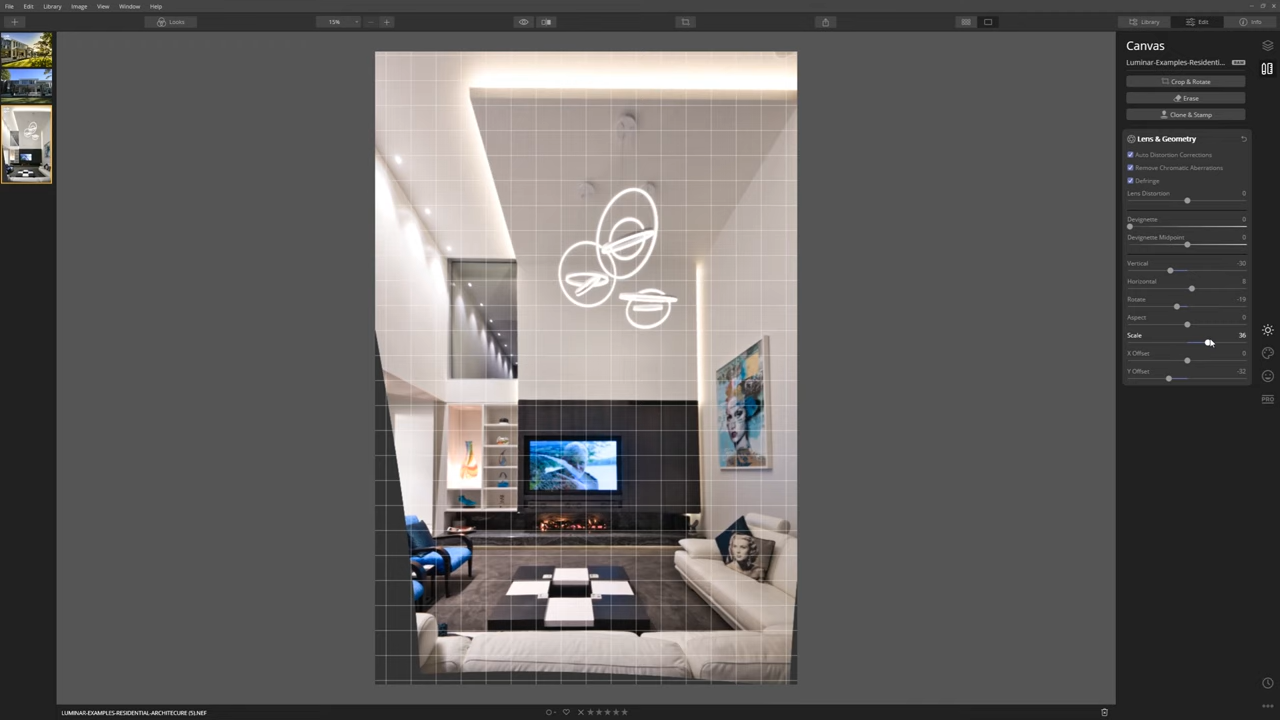 File Edit Library Image View Window Help
Looks 15% Library Edit Info
Canvas
Luminar-Examples-Residenti... RAW
Crop & Rotate
Erase
Clone & Stamp
Lens & Geometry
Auto Distortion Corrections
Remove Chromatic Aberrations
Defringe
Lens Distortion 0
Devignette 0
Devignette Midpoint 0
Vertical -30
Horizontal 8
Rotate -19
Aspect 0
Scale 36
X Offset 0
Y Offset -32
PRO
LUMINAR-EXAMPLES-RESIDENTIAL-ARCHITECURE (5).NEF